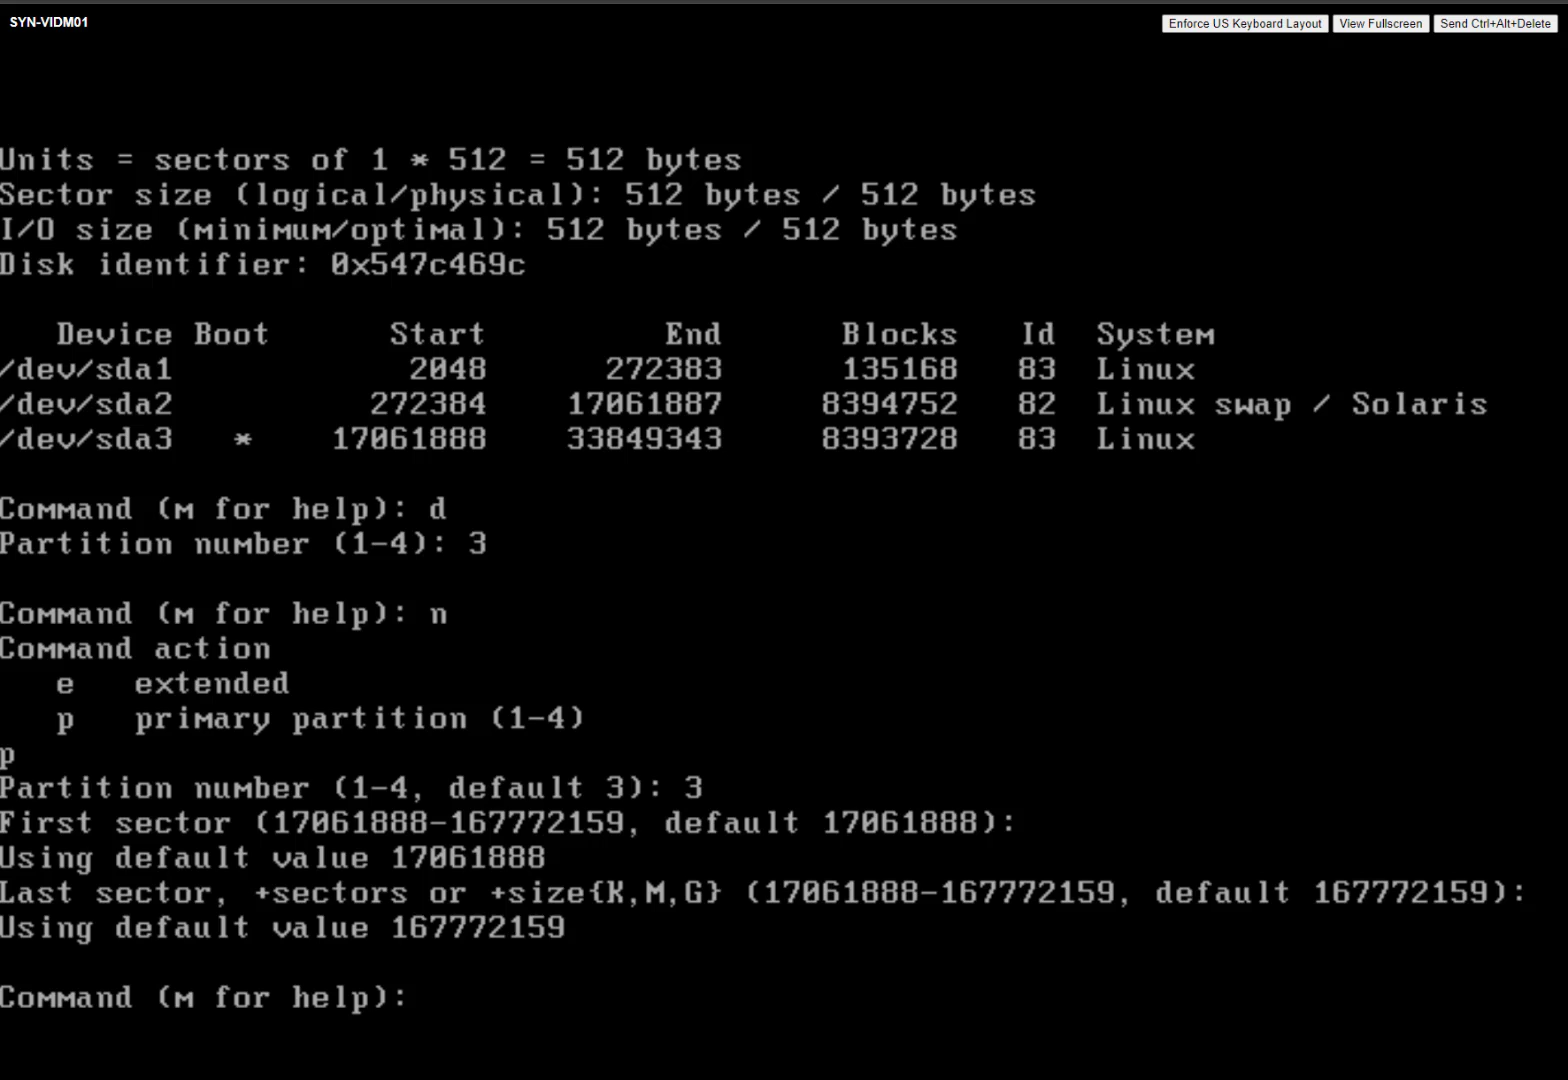 SYN-VIDM01
Enforce US Keyboard Layout View Fullscreen Send Ctrl+Alt+Delete
Units = sectors of 1 * 512 = 512 bytes
Sector size (logical/physical): 512 bytes / 512 bytes
I/O size (minimum/optimal): 512 bytes / 512 bytes
Disk identifier: 0x547c469c
Device Boot Start End Blocks Id System
/dev/sda1 2048 272383 135168 83 Linux
/dev/sda2 272384 17061887 8394752 82 Linux swap / Solaris
/dev/sda3 * 17061888 33849343 8393728 83 Linux
Command (m for help): d
Partition number (1-4): 3
Command (m for help): n
Command action
e extended
p primary partition (1-4)
p
Partition number (1-4, default 3): 3
First sector (17061888-167772159, default 17061888):
Using default value 17061888
Last sector, +sectors or +size{K,M,G} (17061888-167772159, default 167772159):
Using default value 167772159
Command (m for help):